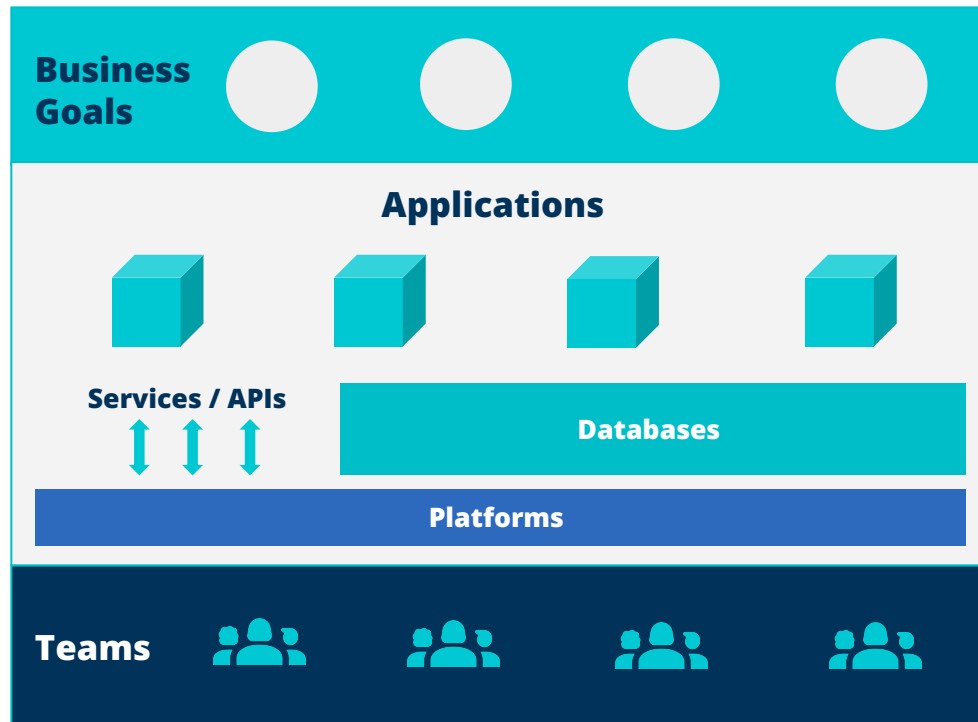 Business
Goals
Applications
Services / APIs
Databases
Platforms
Teams